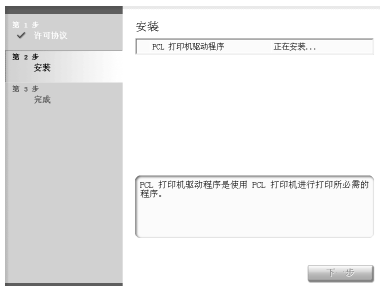 第 1 步
许可协议
第 2 步
安装
第 3 步
完成
安装
PCL 打印机驱动程序 正在安装...
PCL 打印机驱动程序是使用 PCL 打印机进行打印所必需的
程序。
下一步